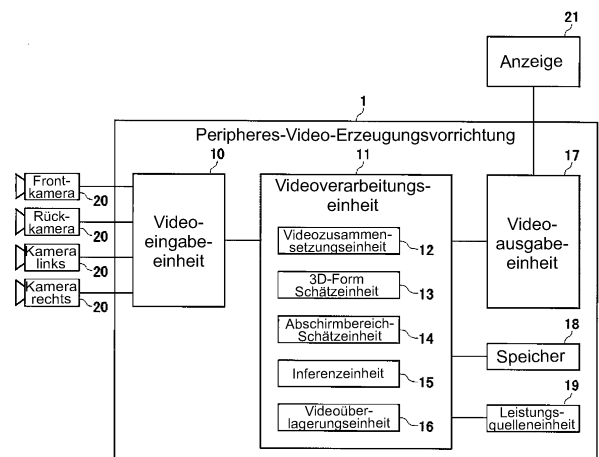 21
Anzeige
1
Peripheres-Video-Erzeugungsvorrichtung
10
11
17
Front-
kamera
20
Rück-
kamera
20
Kamera
links
20
Kamera
rechts
20
Video-
eingabe-
einheit
Videoverarbeitungs-
einheit
Videozusammen-
setzungseinheit
12
3D-Form
Schätzeinheit
13
Abschirmbereich-
Schätzeinheit
14
Inferenzeinheit
15
Videoüber-
lagerungseinheit
16
Video-
ausgabe-
einheit
18
Speicher
19
Leistungs-
quelleneinheit